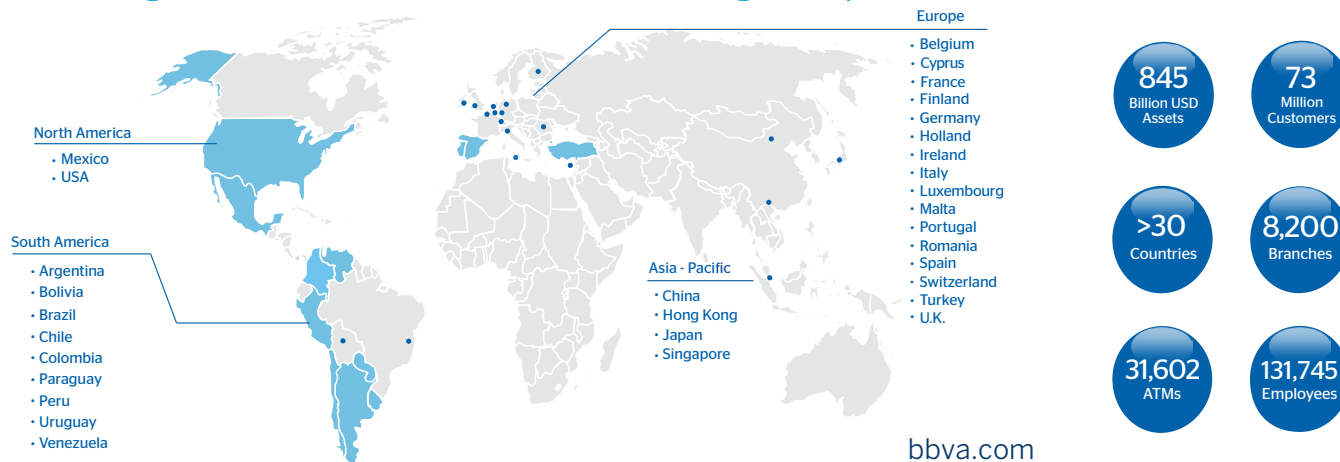 North America
• Mexico
• USA
South America
• Argentina
• Bolivia
• Brazil
• Chile
• Colombia
• Paraguay
• Peru
• Uruguay
• Venezuela
Asia - Pacific
• China
• Hong Kong
• Japan
• Singapore
Europe
• Belgium
• Cyprus
• France
• Finland
• Germany
• Holland
• Ireland
• Italy
• Luxembourg
• Malta
• Portugal
• Romania
• Spain
• Switzerland
• Turkey
• U.K.
845
Billion USD
Assets
73
Million
Customers
>30
Countries
8,200
Branches
31,602
ATMs
131,745
Employees
bbva.com